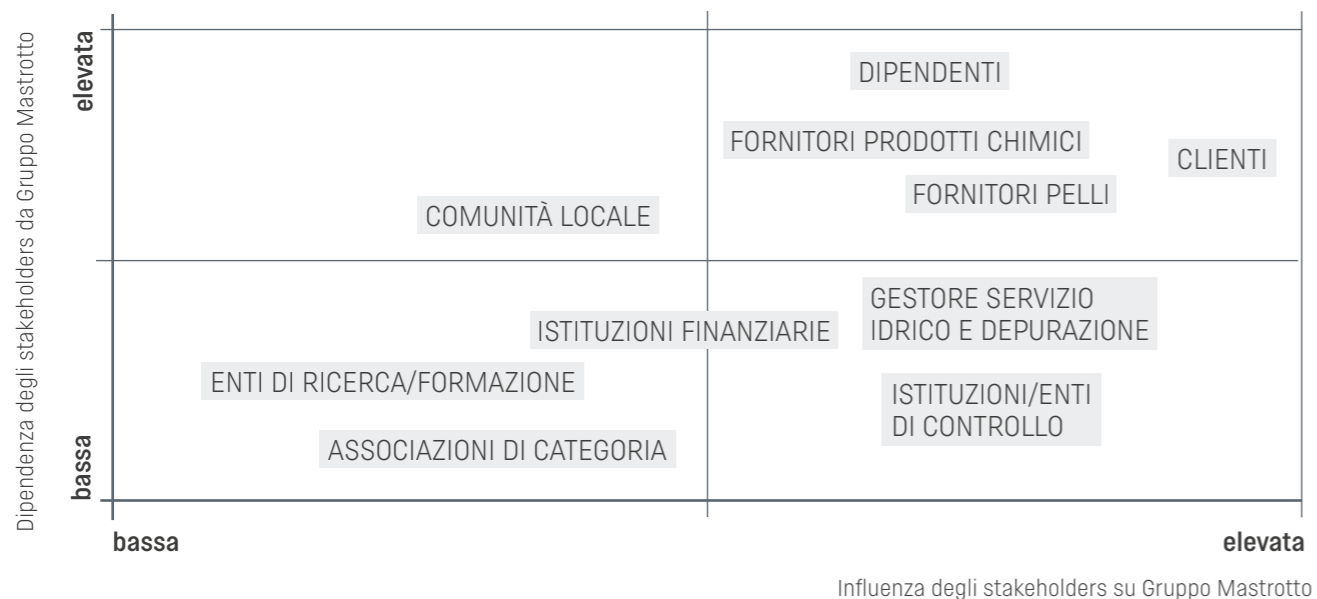 Dipendenza degli stakeholders da Gruppo Mastrotto
elevata
DIPENDENTI
FORNITORI PRODOTTI CHIMICI
CLIENTI
FORNITORI PELLI
COMUNITÀ LOCALE
GESTORE SERVIZIO
IDRICO E DEPURAZIONE
ISTITUZIONI FINANZIARIE
ENTI DI RICERCA/FORMAZIONE
ISTITUZIONI/ENTI
DI CONTROLLO
ASSOCIAZIONI DI CATEGORIA
bassa
bassa
elevata
Influenza degli stakeholders su Gruppo Mastrotto